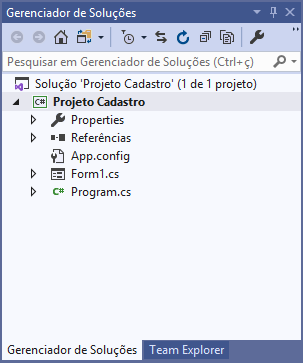 Gerenciador de Soluções
Pesquisar em Gerenciador de Soluções (Ctrl+ç)
Solução 'Projeto Cadastro' (1 de 1 projeto)
C# Projeto Cadastro
Properties
Referências
App.config
Form1.cs
C# Program.cs
Gerenciador de Soluções Team Explorer